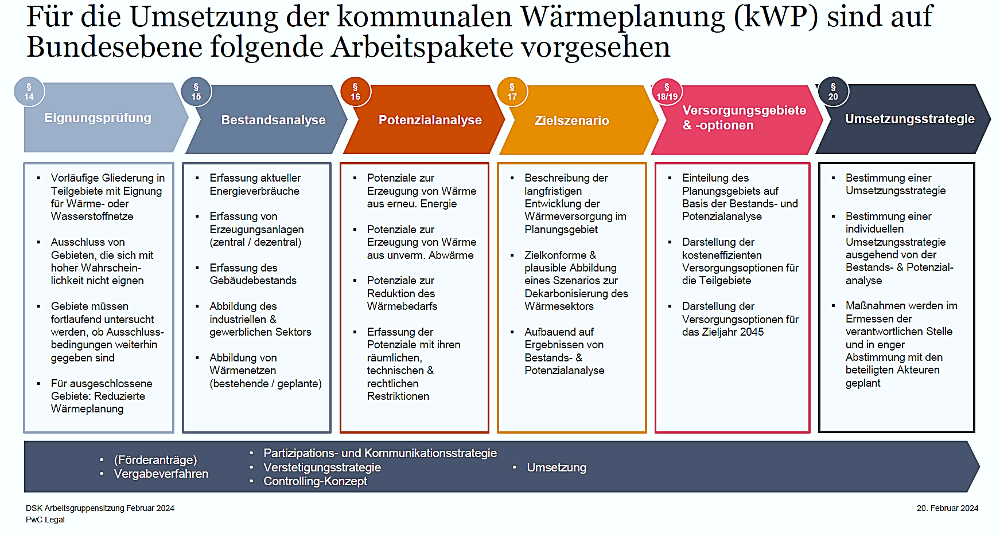 Für die Umsetzung der kommunalen Wärmeplanung (kWP) sind auf
Bundesebene folgende Arbeitspakete vorgesehen
§
14
Eignungsprüfung
▪ Vorläufige Gliederung in
Teilgebiete mit Eignung
für Wärme- oder
Wasserstoffnetze
▪ Ausschluss von
Gebieten, die sich mit
hoher Wahrschein-
lichkeit nicht eignen
▪ Gebiete müssen
fortlaufend untersucht
werden, ob Ausschluss-
bedingungen weiterhin
gegeben sind
▪ Für ausgeschlossene
Gebiete: Reduzierte
Wärmeplanung
§
15
Bestandsanalyse
▪ Erfassung aktueller
Energieverbräuche
▪ Erfassung von
Erzeugungsanlagen
(zentral / dezentral)
▪ Erfassung des
Gebäudebestands
▪ Abbildung des
industriellen &
gewerblichen Sektors
▪ Abbildung von
Wärmenetzen
(bestehende / geplante)
§
16
Potenzialanalyse
▪ Potenziale zur
Erzeugung von Wärme
aus erneu. Energie
▪ Potenziale zur
Erzeugung von Wärme
aus unverm. Abwärme
▪ Potenziale zur
Reduktion des
Wärmebedarfs
▪ Erfassung der
Potenziale mit ihren
räumlichen,
technischen &
rechtlichen
Restriktionen
§
17
Zielszenario
▪ Beschreibung der
langfristigen
Entwicklung der
Wärmeversorgung im
Planungsgebiet
▪ Zielkonforme &
plausible Abbildung
eines Szenarios zur
Dekarbonisierung des
Wärmesektors
▪ Aufbauend auf
Ergebnissen von
Bestands- &
Potenzialanalyse
§
18/19
Versorgungsgebiete
& -optionen
▪ Einteilung des
Planungsgebiets auf
Basis der Bestands- und
Potenzialanalyse
▪ Darstellung der
kosteneffizienten
Versorgungsoptionen für
die Teilgebiete
▪ Darstellung der
Versorgungsoptionen für
das Zieljahr 2045
§
20
Umsetzungsstrategie
▪ Bestimmung einer
Umsetzungsstrategie
▪ Bestimmung einer
individuellen
Umsetzungsstrategie
ausgehend von der
Bestands- & Potenzial-
analyse
▪ Maßnahmen werden im
Ermessen der
verantwortlichen Stelle
und in enger
Abstimmung mit den
beteiligten Akteuren
geplant
• (Förderanträge)
• Vergabeverfahren
• Partizipations- und Kommunikationsstrategie
• Verstetigungsstrategie
• Controlling-Konzept
• Umsetzung
DSK Arbeitsgruppensitzung Februar 2024
PwC Legal
20. Februar 2024